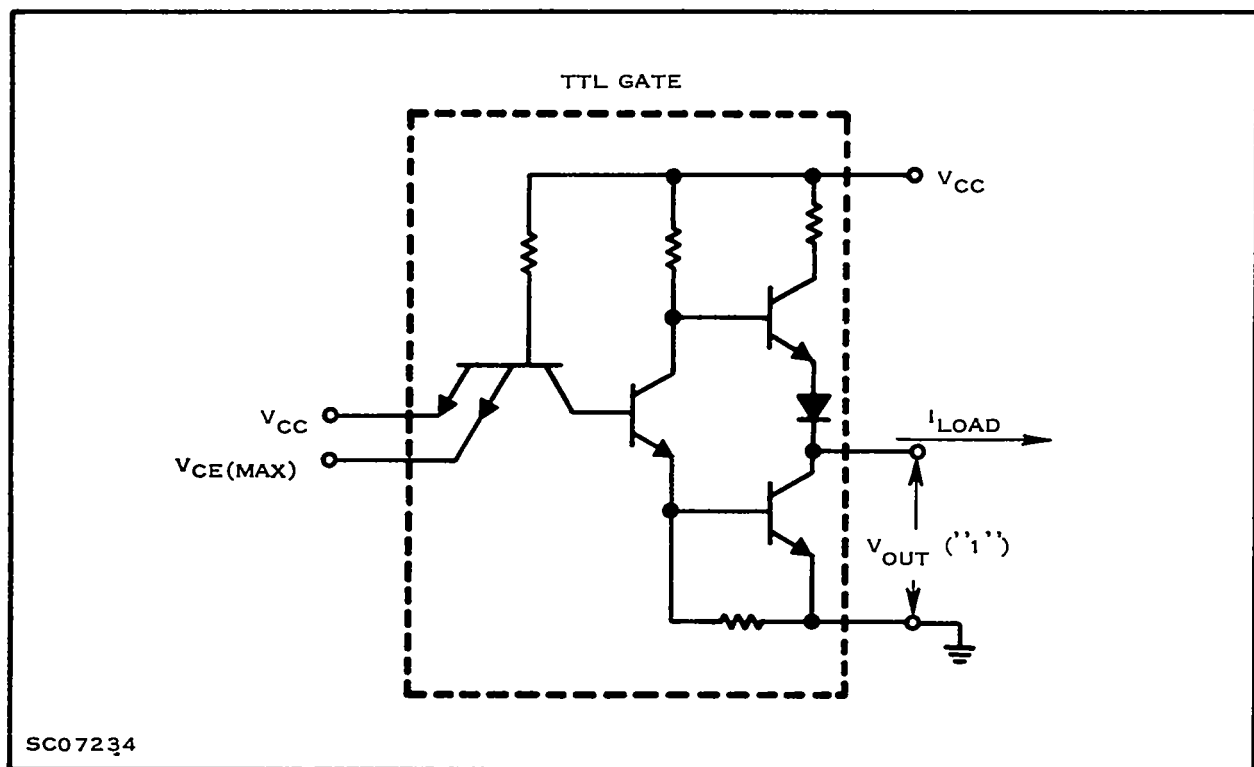 TTL GATE
VCC
VCC
VCE(MAX)
ILOAD
VOUT ("1")
SC07234